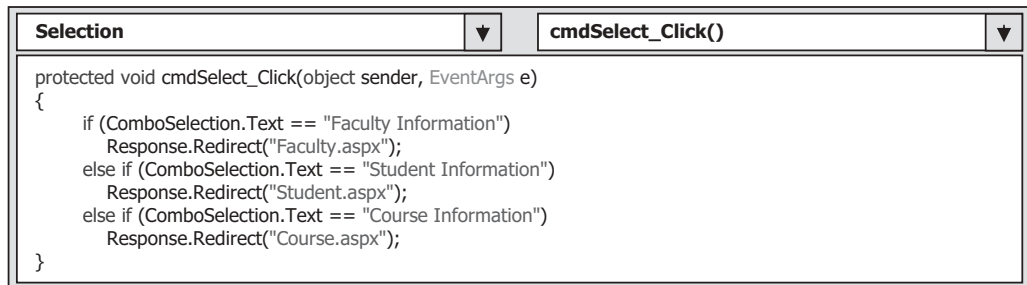 Selection
cmdSelect_Click()
protected void cmdSelect_Click(object sender, EventArgs e)
{
if (ComboSelection.Text == "Faculty Information")
Response.Redirect("Faculty.aspx");
else if (ComboSelection.Text == "Student Information")
Response.Redirect("Student.aspx");
else if (ComboSelection.Text == "Course Information")
Response.Redirect("Course.aspx");
}